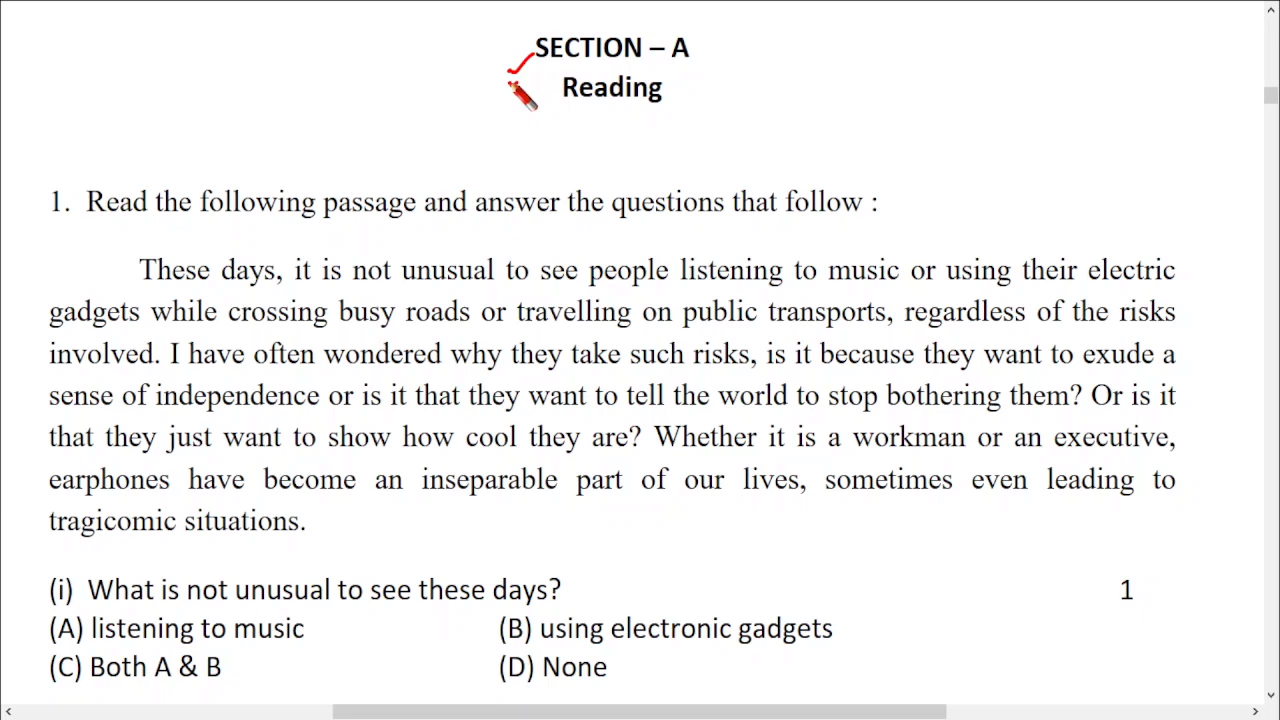 SECTION – A
Reading
1. Read the following passage and answer the questions that follow :
These days, it is not unusual to see people listening to music or using their electric
gadgets while crossing busy roads or travelling on public transports, regardless of the risks
involved. I have often wondered why they take such risks, is it because they want to exude a
sense of independence or is it that they want to tell the world to stop bothering them? Or is it
that they just want to show how cool they are? Whether it is a workman or an executive,
earphones have become an inseparable part of our lives, sometimes even leading to
tragicomic situations.
(i) What is not unusual to see these days? 1
(A) listening to music (B) using electronic gadgets
(C) Both A & B (D) None